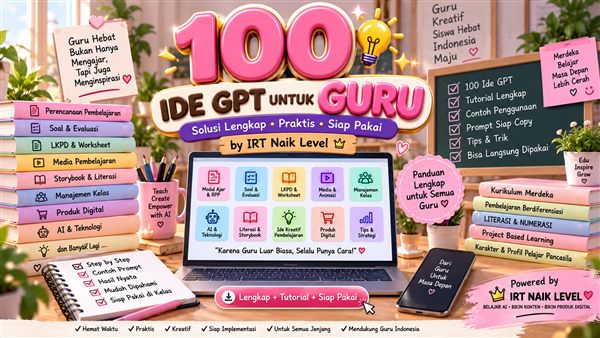 Guru Hebat
Bukan Hanya
Mengajar,
Tapi Juga
Menginspirasi
100
IDE GPT UNTUK GURU
Solusi Lengkap • Praktis • Siap Pakai
by IRT Naik Level
Guru
Kreatif
Siswa Hebat
Indonesia
Maju
Merdeka
Belajar
Masa Depan
Lebih Cerah
100 Ide GPT
Tutorial Lengkap
Contoh Penggunaan
Prompt Siap Copy
Tips & Trik
Bisa Langsung Dipakai
Edu
Inspire
Grow
Perencanaan Pembelajaran
Soal & Evaluasi
LKPD & Worksheet
Media Pembelajaran
Storybook & Literasi
Manajemen Kelas
Produk Digital
AI & Teknologi
dan Banyak Lagi ...
Teach
Create
Empower
with AI
Modul Ajar
& RPP
Soal &
Evaluasi
LKPD &
Worksheet
Media &
Animasi
Manajemen
Kelas
AI &
Teknologi
Literasi &
Storybook
Ide Kreatif
Pembelajaran
Produk
Digital
Tips &
Strategi
"Karena Guru Luar Biasa, Selalu Punya Cara!"
Panduan
Lengkap
untuk Semua
Guru
Kurikulum Merdeka
Pembelajaran Berdiferensiasi
LITERASI & NUMERASI
Project Based Learning
Karakter & Profil Pelajar Pancasila
Step by Step
Contoh Prompt
Hasil Nyata
Mudah Dipahami
Siap Pakai di Kelas
Lengkap + Tutorial + Siap Pakai
Dari
Guru
Untuk
Masa
Depan
Powered by
IRT NAIK LEVEL
BELAJAR AI • BIKIN KONTEN • BIKIN PRODUK DIGITAL
Hemat Waktu
Praktis
Kreatif
Siap Implementasi
Untuk Semua Jenjang
Mendukung Guru Indonesia